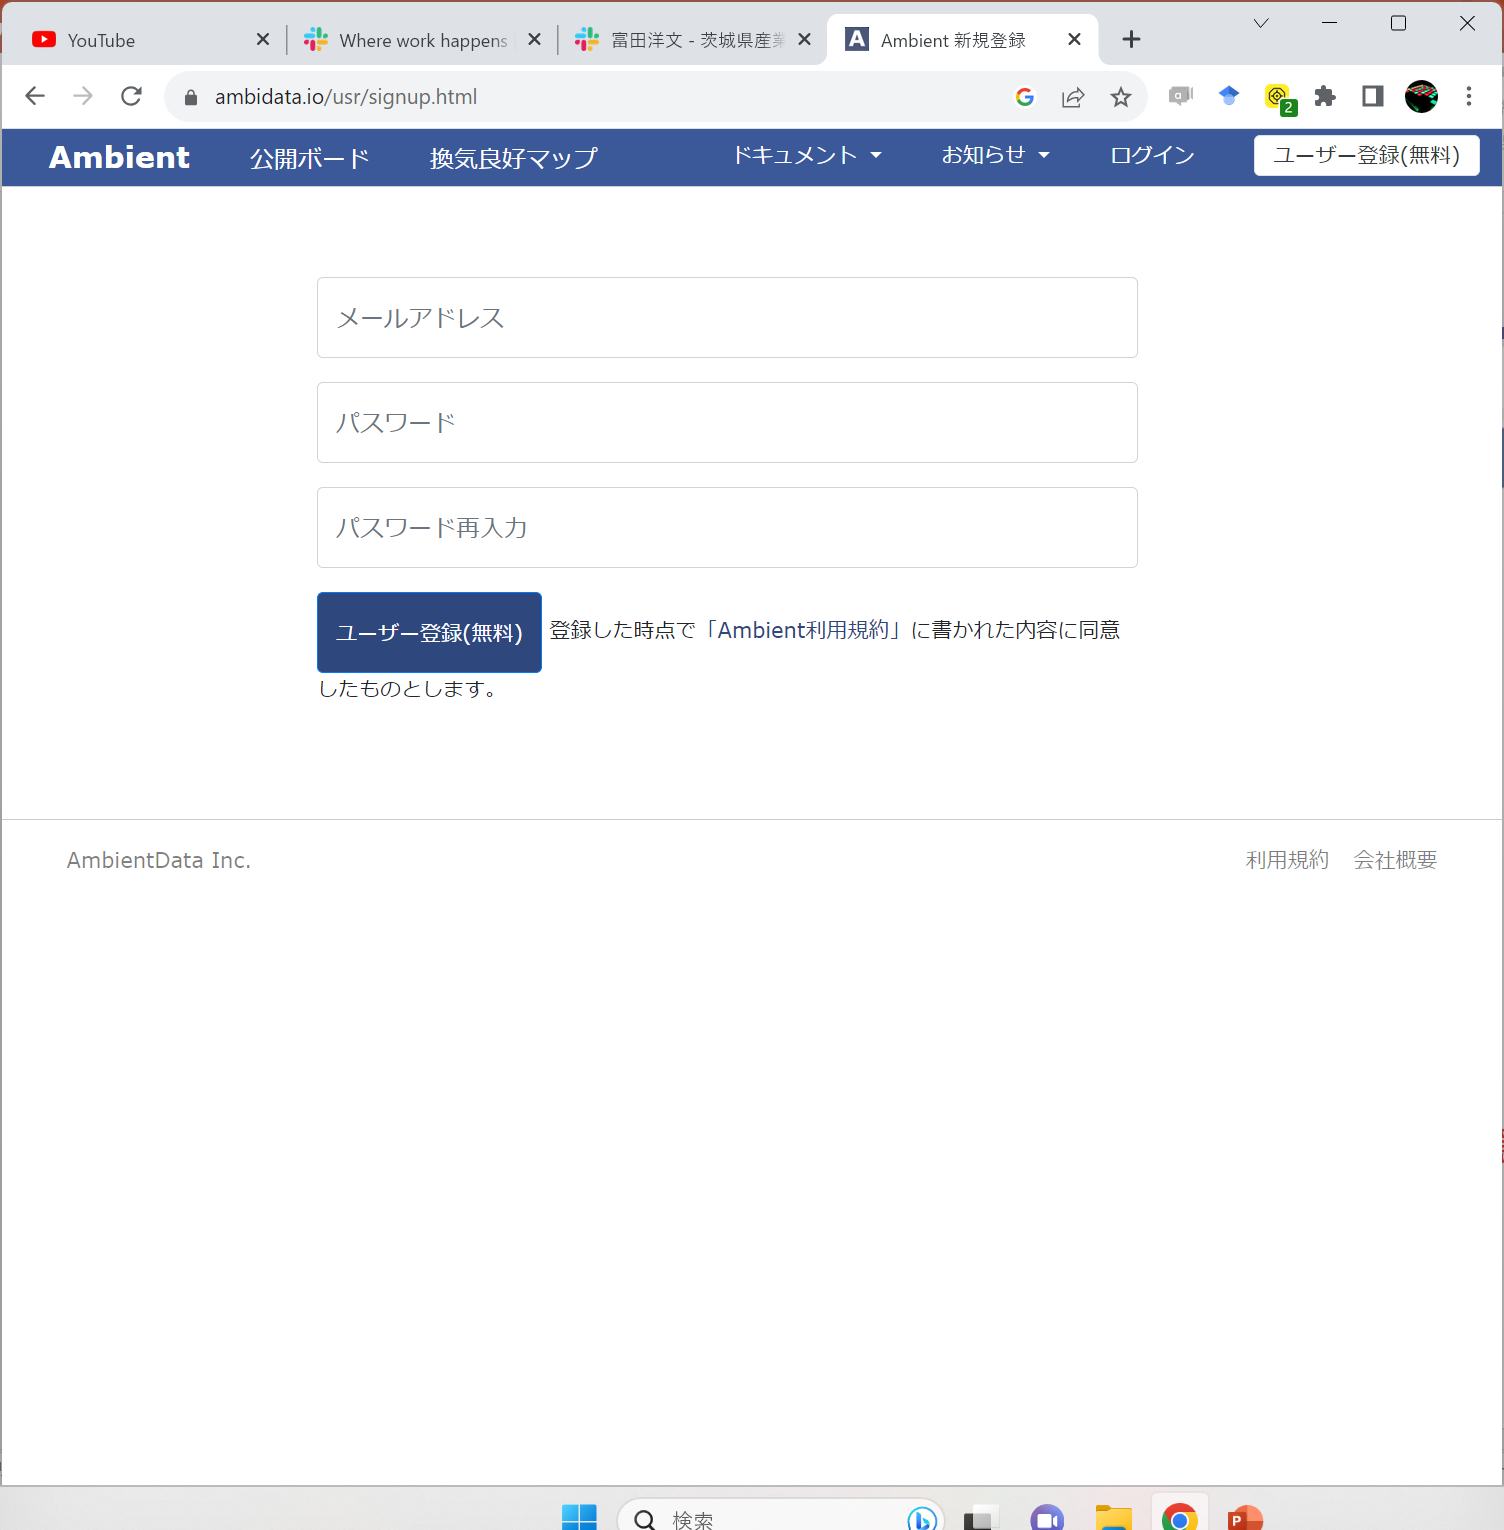 YouTube
Where work happens
富田洋文 - 茨城県産業
Ambient 新規登録
ambidata.io/usr/signup.html
2
Ambient 公開ボード 換気良好マップ ドキュメント お知らせ ログイン ユーザー登録(無料)
メールアドレス
パスワード
パスワード再入力
ユーザー登録(無料) 登録した時点で「Ambient利用規約」に書かれた内容に同意
したものとします。
AmbientData Inc. 利用規約 会社概要
検索